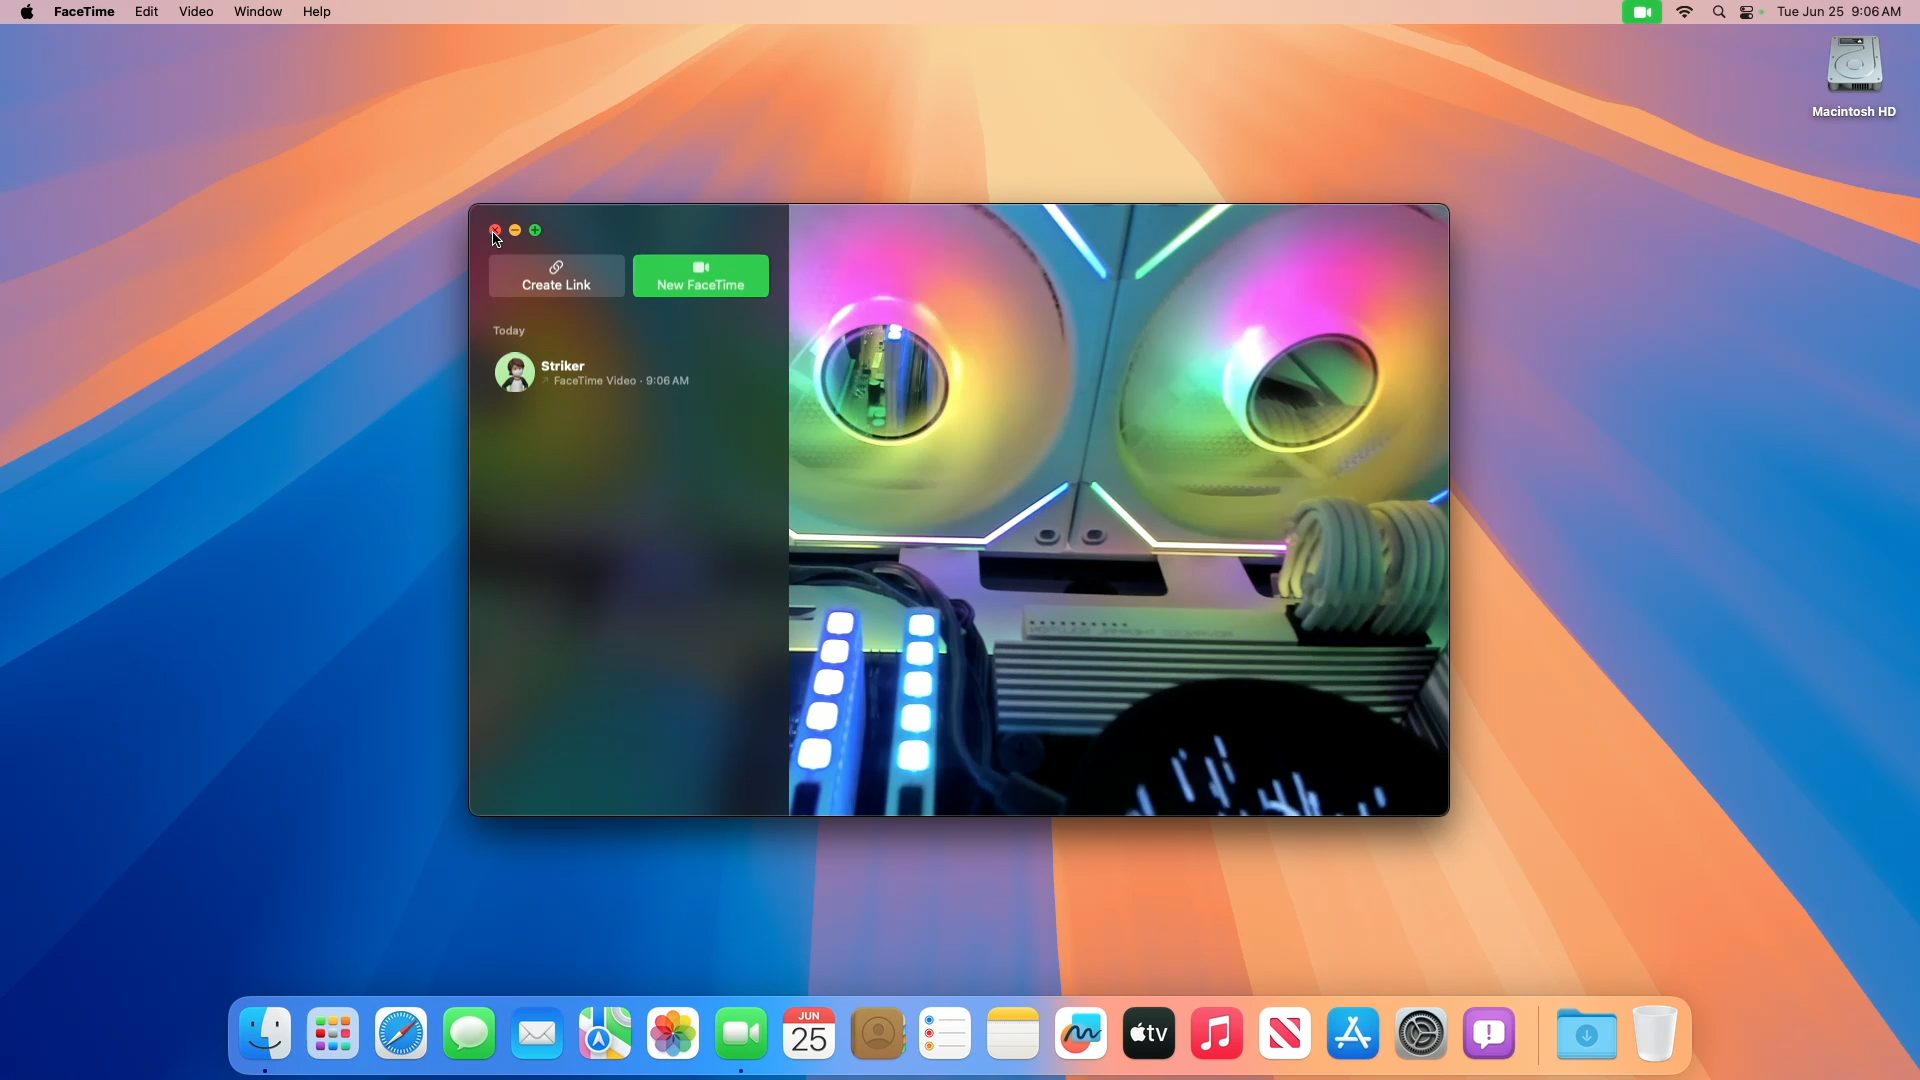 FaceTime Edit Video Window Help
Tue Jun 25 9:06 AM
Macintosh HD
Create Link
New FaceTime
Today
Striker
FaceTime Video · 9:06 AM
JUN
25
tv